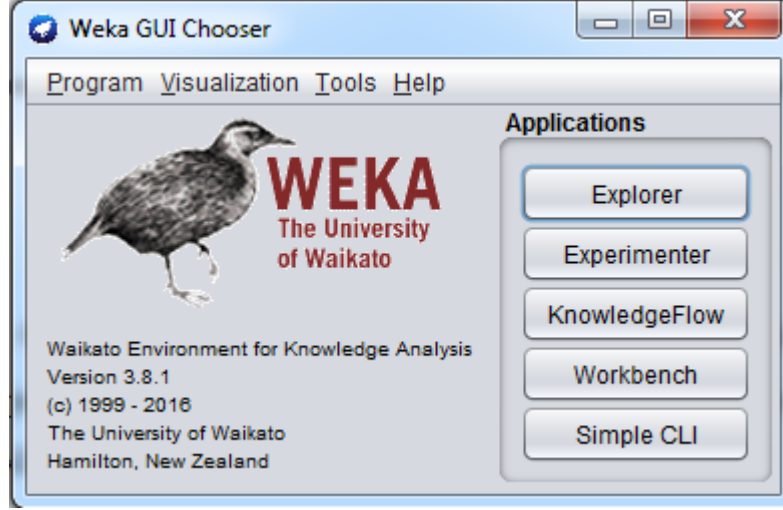 Weka GUI Chooser
Program Visualization Tools Help
WEKA
The University
of Waikato
Waikato Environment for Knowledge Analysis
Version 3.8.1
(c) 1999 - 2016
The University of Waikato
Hamilton, New Zealand
Applications
Explorer
Experimenter
KnowledgeFlow
Workbench
Simple CLI